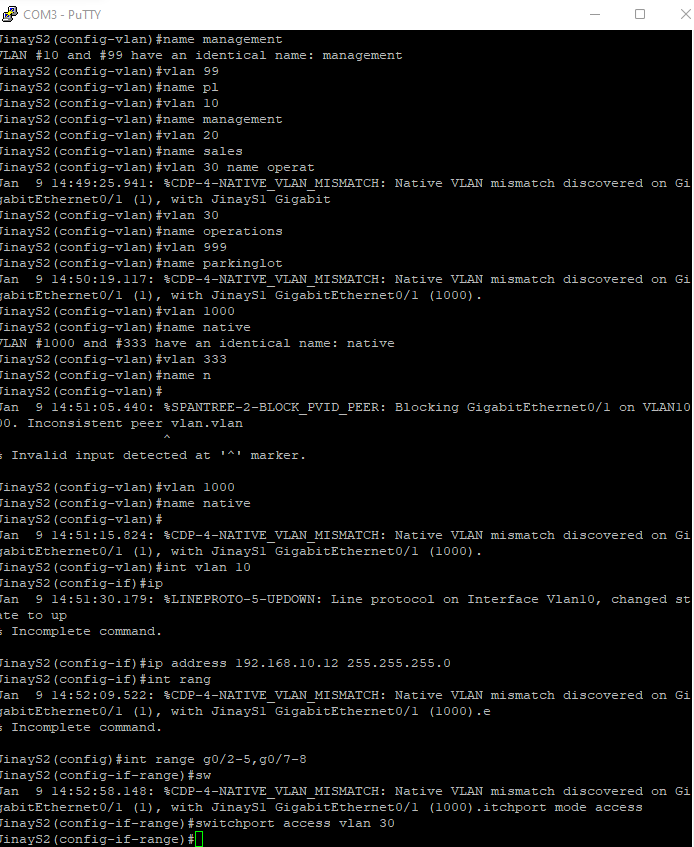 COM3 - PuTTY
JinayS2(config-vlan)#name management
VLAN #10 and #99 have an identical name: management
JinayS2(config-vlan)#vlan 99
JinayS2(config-vlan)#name pl
JinayS2(config-vlan)#vlan 10
JinayS2(config-vlan)#name management
JinayS2(config-vlan)#vlan 20
JinayS2(config-vlan)#name sales
JinayS2(config-vlan)#vlan 30 name operat
Jan  9 14:49:25.941: %CDP-4-NATIVE_VLAN_MISMATCH: Native VLAN mismatch discovered on Gi
gabitEthernet0/1 (1), with JinayS1 Gigabit
JinayS2(config-vlan)#vlan 30
JinayS2(config-vlan)#name operations
JinayS2(config-vlan)#vlan 999
JinayS2(config-vlan)#name parkinglot
Jan  9 14:50:19.117: %CDP-4-NATIVE_VLAN_MISMATCH: Native VLAN mismatch discovered on Gi
gabitEthernet0/1 (1), with JinayS1 GigabitEthernet0/1 (1000).
JinayS2(config-vlan)#vlan 1000
JinayS2(config-vlan)#name native
VLAN #1000 and #333 have an identical name: native
JinayS2(config-vlan)#vlan 333
JinayS2(config-vlan)#name n
JinayS2(config-vlan)#
Jan  9 14:51:05.440: %SPANTREE-2-BLOCK_PVID_PEER: Blocking GigabitEthernet0/1 on VLAN10
00. Inconsistent peer vlan.vlan
^
% Invalid input detected at '^' marker.
JinayS2(config-vlan)#vlan 1000
JinayS2(config-vlan)#name native
JinayS2(config-vlan)#
Jan  9 14:51:15.824: %CDP-4-NATIVE_VLAN_MISMATCH: Native VLAN mismatch discovered on Gi
gabitEthernet0/1 (1), with JinayS1 GigabitEthernet0/1 (1000).
JinayS2(config-vlan)#int vlan 10
JinayS2(config-if)#ip
Jan  9 14:51:30.179: %LINEPROTO-5-UPDOWN: Line protocol on Interface Vlan10, changed st
ate to up
% Incomplete command.
JinayS2(config-if)#ip address 192.168.10.12 255.255.255.0
JinayS2(config-if)#int rang
Jan  9 14:52:09.522: %CDP-4-NATIVE_VLAN_MISMATCH: Native VLAN mismatch discovered on Gi
gabitEthernet0/1 (1), with JinayS1 GigabitEthernet0/1 (1000).e
% Incomplete command.
JinayS2(config)#int range g0/2-5,g0/7-8
JinayS2(config-if-range)#sw
Jan  9 14:52:58.148: %CDP-4-NATIVE_VLAN_MISMATCH: Native VLAN mismatch discovered on Gi
gabitEthernet0/1 (1), with JinayS1 GigabitEthernet0/1 (1000).itchport mode access
JinayS2(config-if-range)#switchport access vlan 30
JinayS2(config-if-range)#